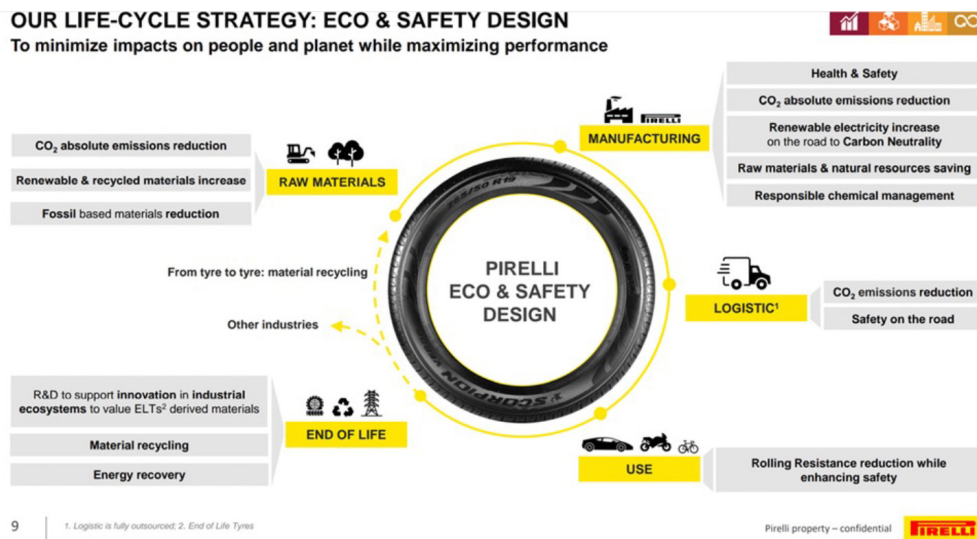 OUR LIFE-CYCLE STRATEGY: ECO & SAFETY DESIGN
To minimize impacts on people and planet while maximizing performance
CO₂ absolute emissions reduction
Renewable & recycled materials increase
Fossil based materials reduction
RAW MATERIALS
PIRELLI
MANUFACTURING
Health & Safety
CO₂ absolute emissions reduction
Renewable electricity increase
on the road to Carbon Neutrality
Raw materials & natural resources saving
Responsible chemical management
From tyre to tyre: material recycling
Other industries
PIRELLI
ECO & SAFETY
DESIGN
SCORPION
LOGISTIC¹
CO₂ emissions reduction
Safety on the road
R&D to support innovation in industrial
ecosystems to value ELTs² derived materials
Material recycling
Energy recovery
END OF LIFE
USE
Rolling Resistance reduction while
enhancing safety
9
1. Logistic is fully outsourced; 2. End of Life Tyres
Pirelli property – confidential
PIRELLI